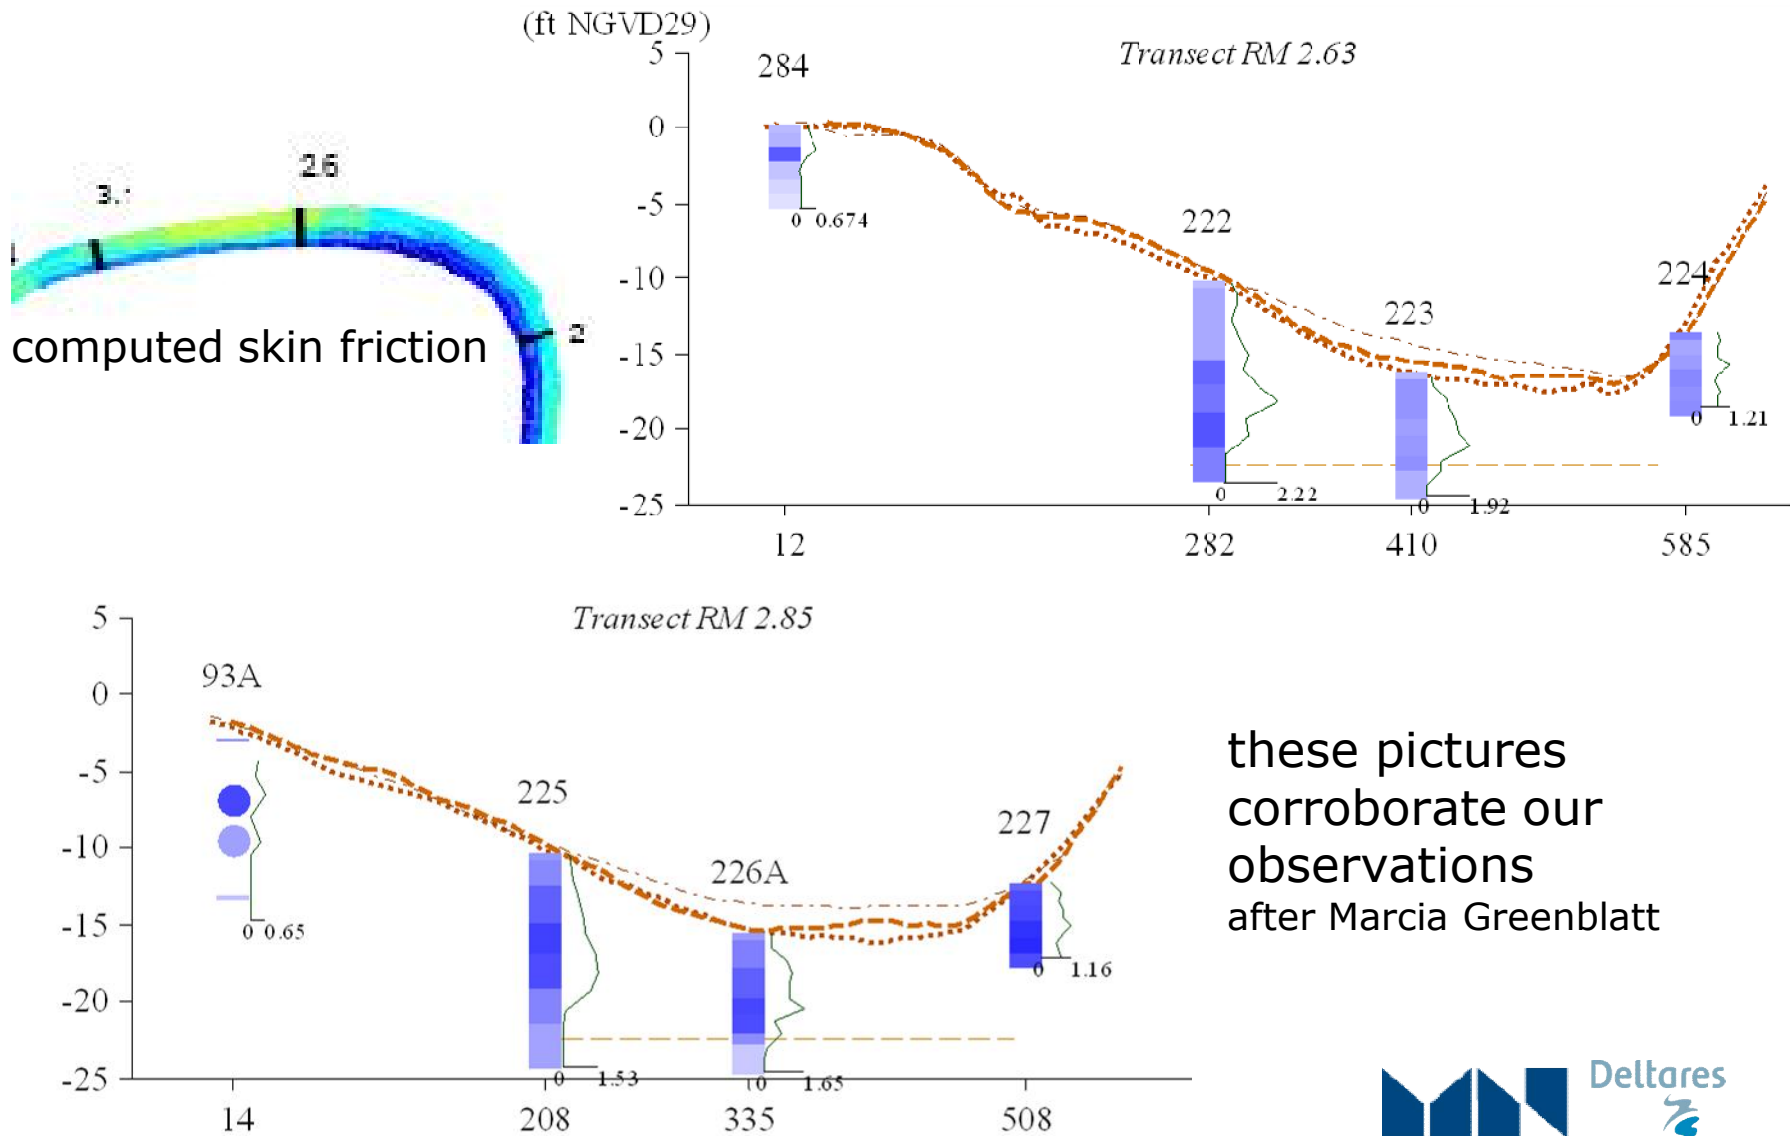 (ft NGVD29)
Transect RM 2.63
5
0
-5
-10
-15
-20
-25
284
222
223
224
0 0.674
0 2.22
0 1.92
0 1.21
12 282 410 585
2.6
3.
2
computed skin friction
Transect RM 2.85
5
0
-5
-10
-15
-20
-25
93A
225
226A
227
0 0.65
0 1.53
0 1.65
0 1.16
14 208 335 508
these pictures
corroborate our
observations
after Marcia Greenblatt
Deltares